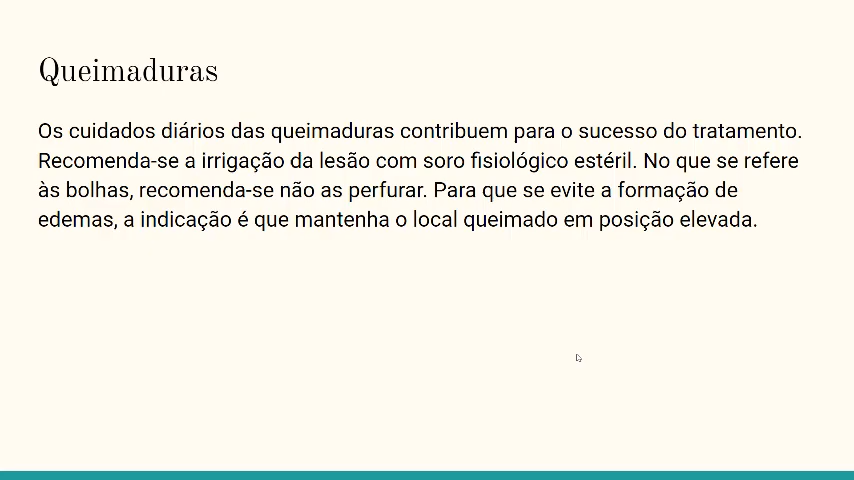 Queimaduras
Os cuidados diários das queimaduras contribuem para o sucesso do tratamento.
Recomenda-se a irrigação da lesão com soro fisiológico estéril. No que se refere
às bolhas, recomenda-se não as perfurar. Para que se evite a formação de
edemas, a indicação é que mantenha o local queimado em posição elevada.